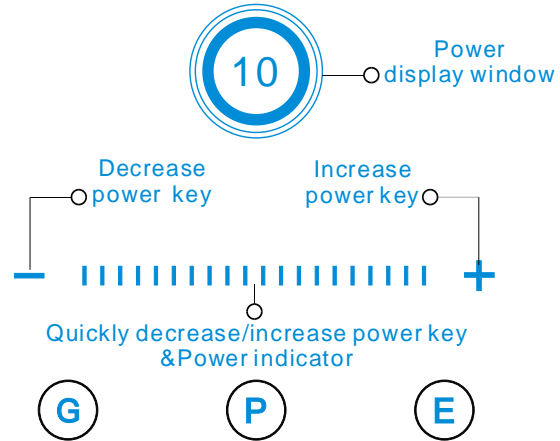 10
Power
display window
Decrease
power key
Increase
power key
− +
Quickly decrease/increase power key
&Power indicator
G P E